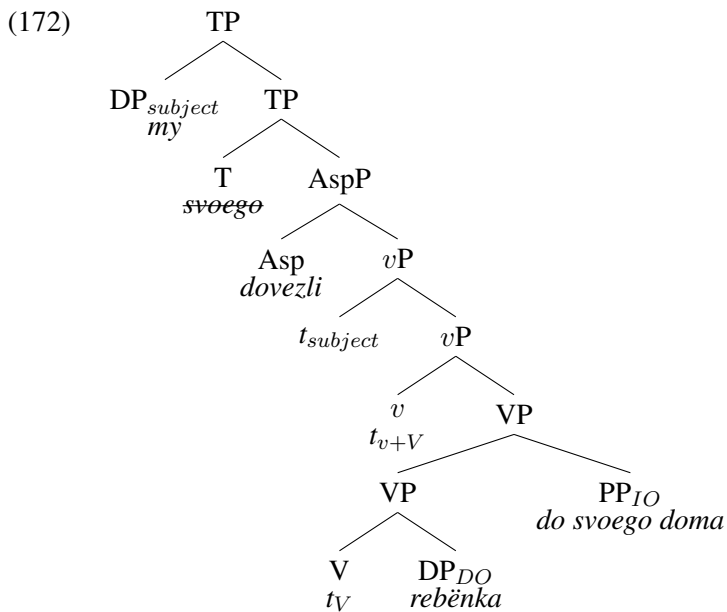 (172)
TP
DP_subject TP
my
T AspP
svoego
Asp vP
dovezli
t_subject vP
v VP
t_v+V
VP PP_IO
do svoego doma
V DP_DO
t_V rebënka